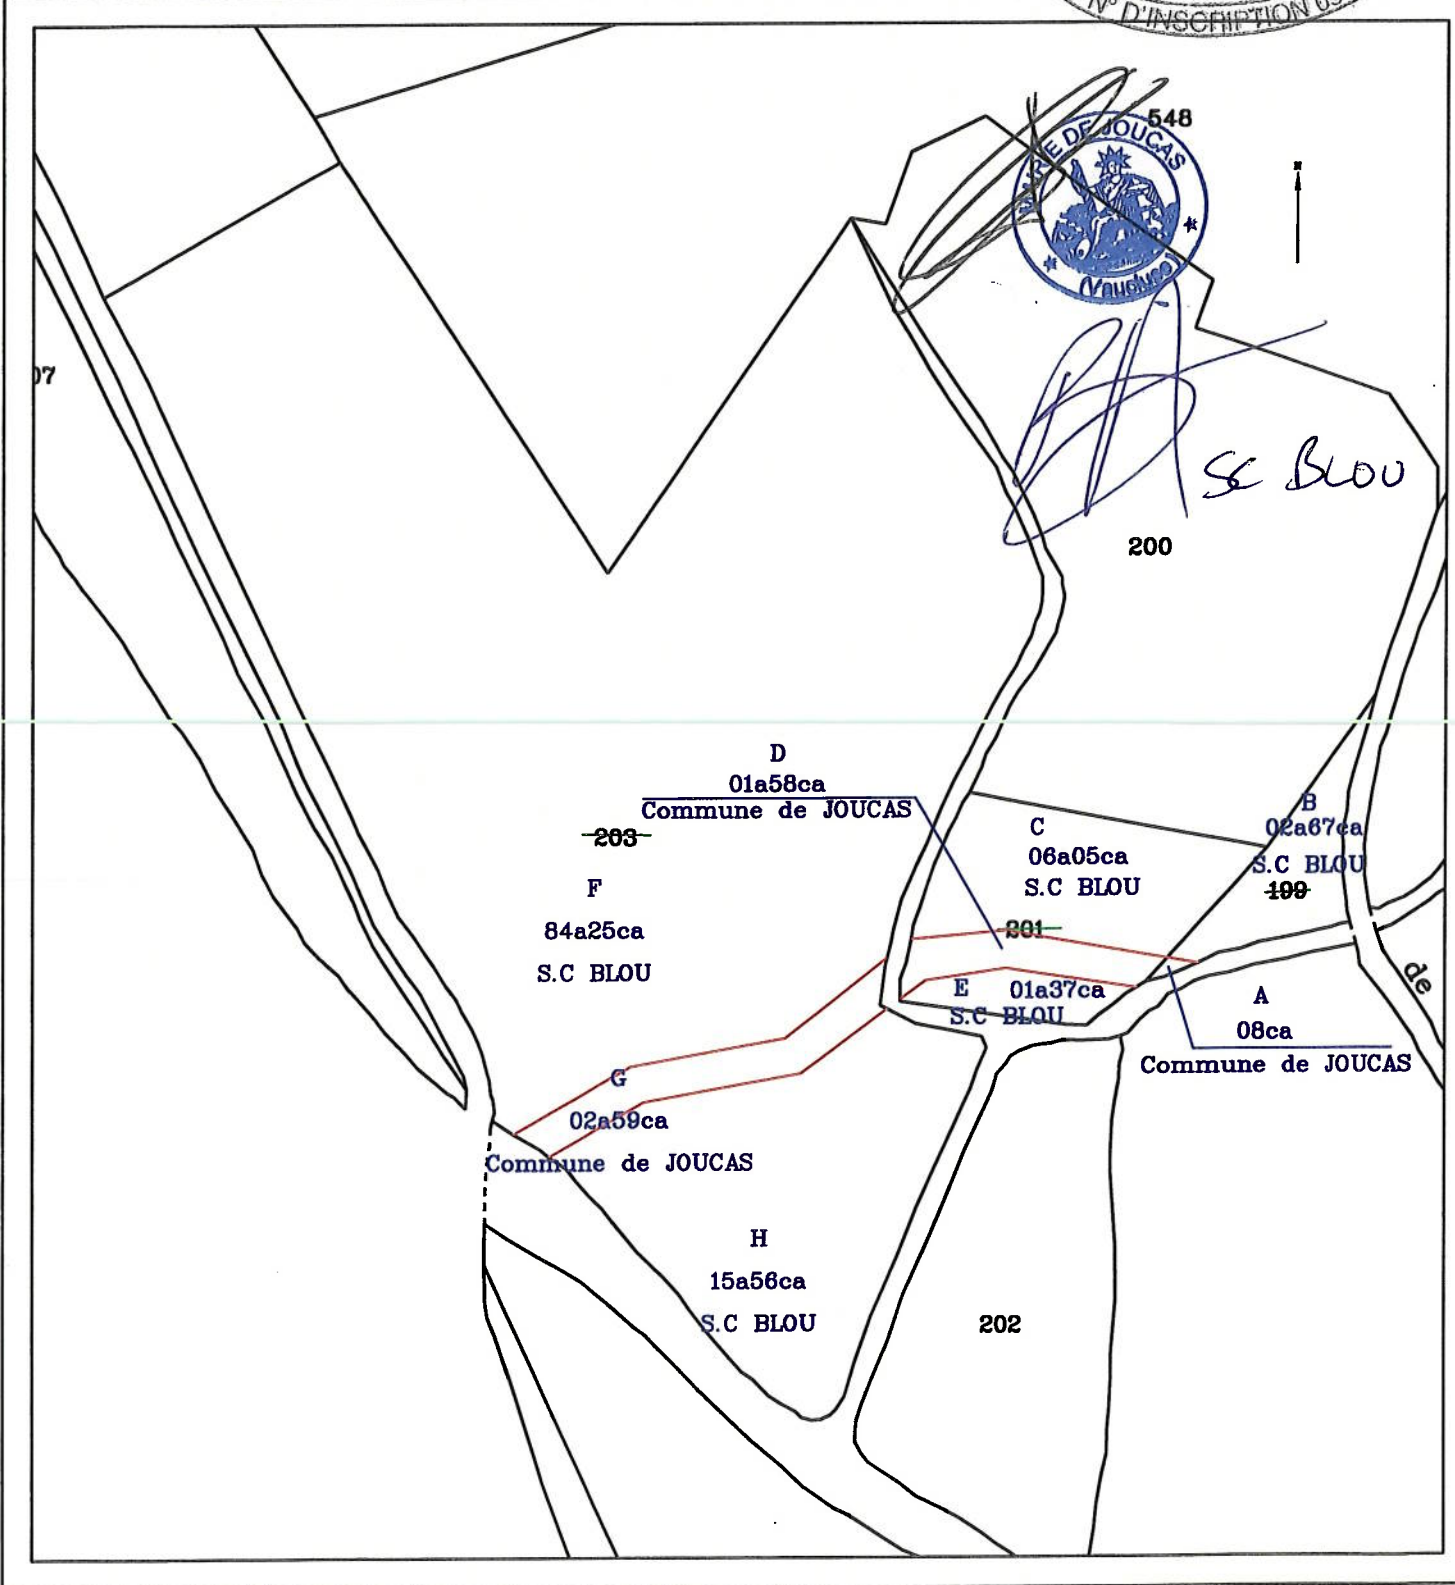 N° D'INSCRIPTION
548
MAIRIE DE JOUCAS
(Vaucluse)
07
SC BLOU
200
D
01a58ca
Commune de JOUCAS
203
F
84a25ca
S.C BLOU
C
06a05ca
S.C BLOU
201
B
02a67ca
S.C BLOU
199
E 01a37ca
S.C BLOU
de
A
08ca
Commune de JOUCAS
G
02a59ca
Commune de JOUCAS
H
15a56ca
S.C BLOU
202